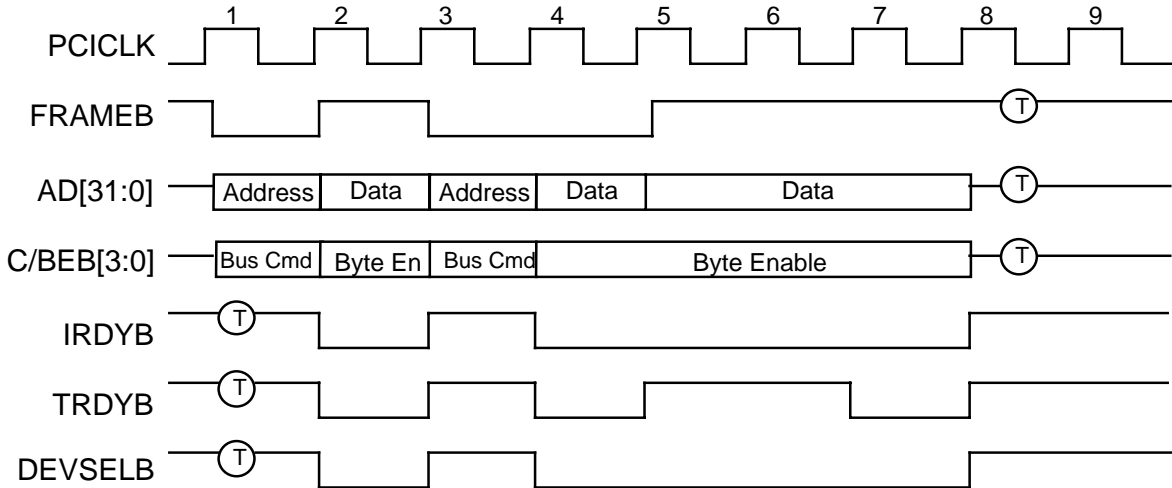 1 2 3 4 5 6 7 8 9
PCICLK
FRAMEB T
AD[31:0] Address Data Address Data Data T
C/BEB[3:0] Bus Cmd Byte En Bus Cmd Byte Enable T
IRDYB T
TRDYB T
DEVSELB T